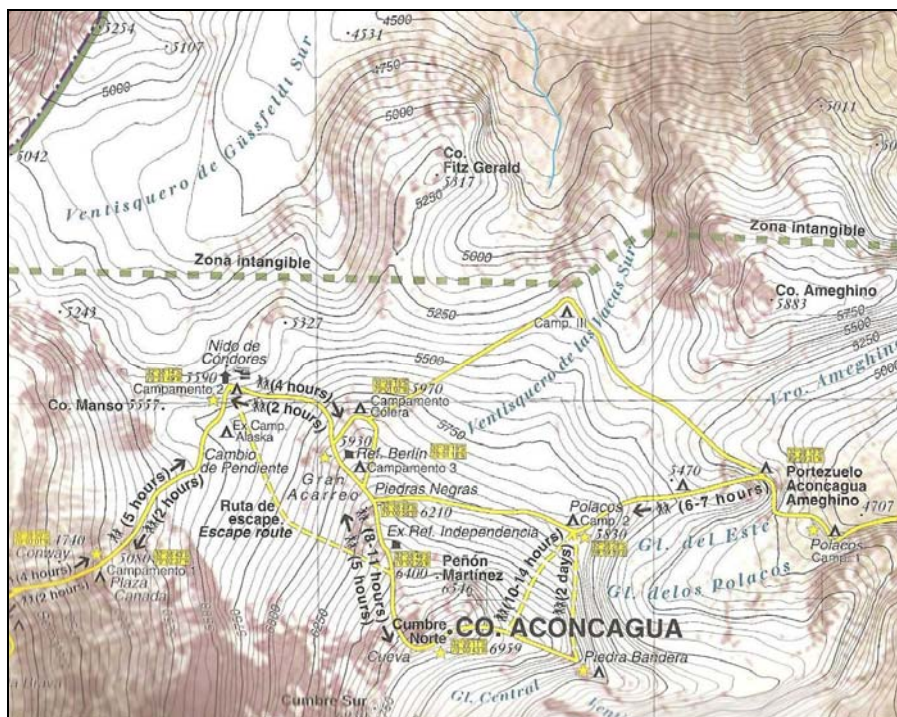 5254
5107
4531
4500
4750
5000
5000
5011
5042
Ventisquero de Güssfeldt Sur
Co.
Fitz Gerald
5317
5250
5000
Zona intangible
Zona intangible
Co. Ameghino
5883
5750
5500
5250
5000
5243
5327
5250
Camp. III
Ventisquero de las Vacas Sur
Vro. Ameghino
5500
Nido de
Cóndores
5590
Campamento 2
(4 hours)
(2 hours)
5970
Campamento
Cólera
Co. Manso 5557
Ex Camp.
Alaska
Cambio
de Pendiente
5930
Ref. Berlín
Campamento 3
5750
Gran
Acarreo
Piedras Negras
6210
5470
Portezuelo
Aconcagua
Ameghino
4707
(6-7 hours)
Polacos
Camp. 2
5830
Polacos
Camp. 1
Gl. del Este
Gl. de los Polacos
(5 hours)
(2 hours)
Ruta de
escape
Escape route
Ex Ref. Independencia
6400
Peñón
Martínez
6546
(8-11 hours)
(5 hours)
(10-14 hours)
(2 days)
4740
Conway
5080
Campamento 1
Plaza
Canada
(4 hours)
(2 hours)
6000
6250
Cumbre
Norte
CO. ACONCAGUA
6959
Cueva
Piedra Bandera
Gl. Central
Cumbre Sur